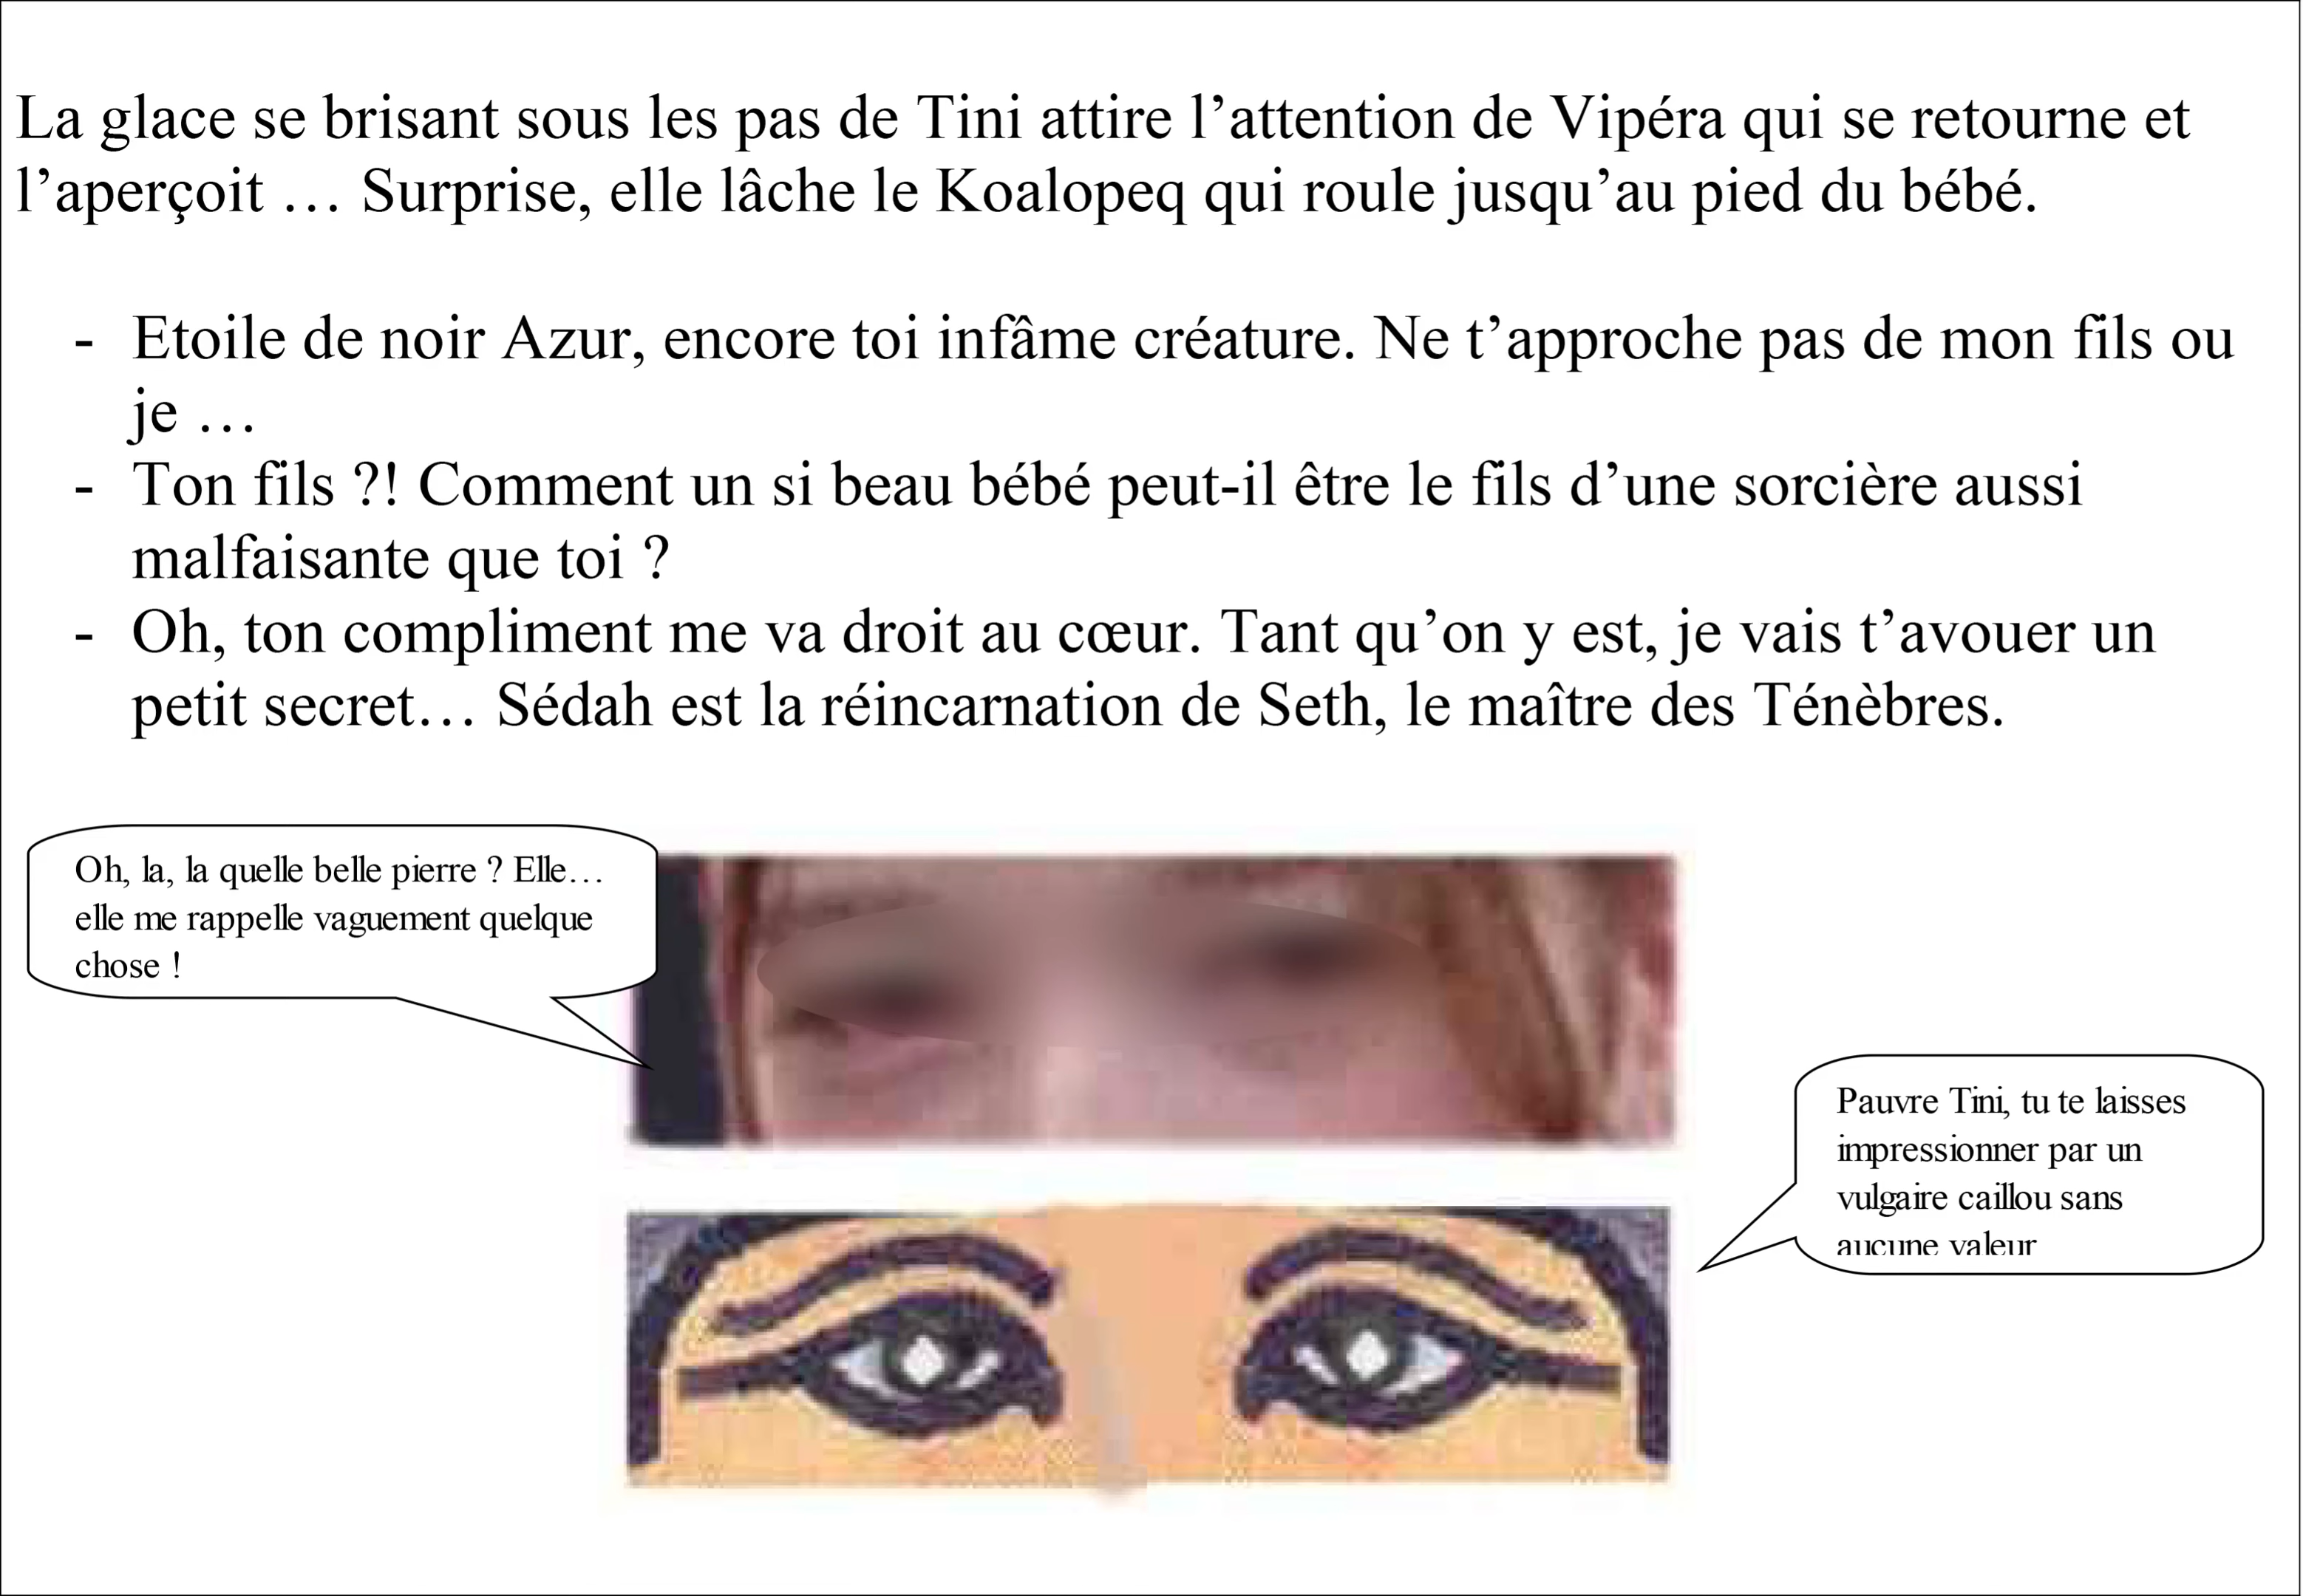 La glace se brisant sous les pas de Tini attire l’attention de Vipéra qui se retourne et
l’aperçoit … Surprise, elle lâche le Koalopeq qui roule jusqu’au pied du bébé.
- Etoile de noir Azur, encore toi infâme créature. Ne t’approche pas de mon fils ou
je …
- Ton fils ?! Comment un si beau bébé peut-il être le fils d’une sorcière aussi
malfaisante que toi ?
- Oh, ton compliment me va droit au cœur. Tant qu’on y est, je vais t’avouer un
petit secret… Sédah est la réincarnation de Seth, le maître des Ténèbres.
Oh, la, la quelle belle pierre ? Elle…
elle me rappelle vaguement quelque
chose !
Pauvre Tini, tu te laisses
impressionner par un
vulgaire caillou sans
aucune valeur